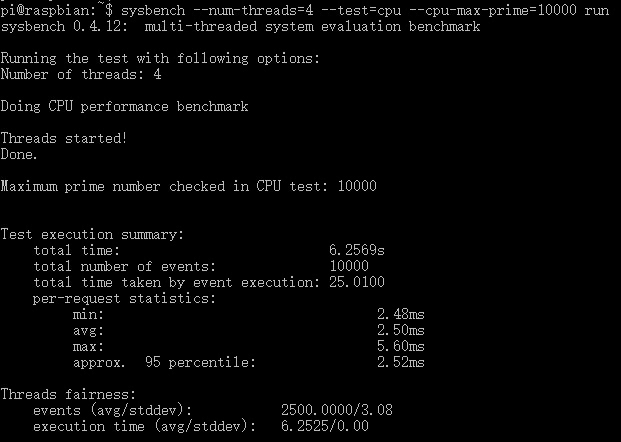 pi@raspbian:~$ sysbench --num-threads=4 --test=cpu --cpu-max-prime=10000 run
sysbench 0.4.12:  multi-threaded system evaluation benchmark
Running the test with following options:
Number of threads: 4
Doing CPU performance benchmark
Threads started!
Done.
Maximum prime number checked in CPU test: 10000
Test execution summary:
    total time:                          6.2569s
    total number of events:              10000
    total time taken by event execution: 25.0100
    per-request statistics:
         min:                                  2.48ms
         avg:                                  2.50ms
         max:                                  5.60ms
         approx.  95 percentile:               2.52ms
Threads fairness:
    events (avg/stddev):           2500.0000/3.08
    execution time (avg/stddev):   6.2525/0.00